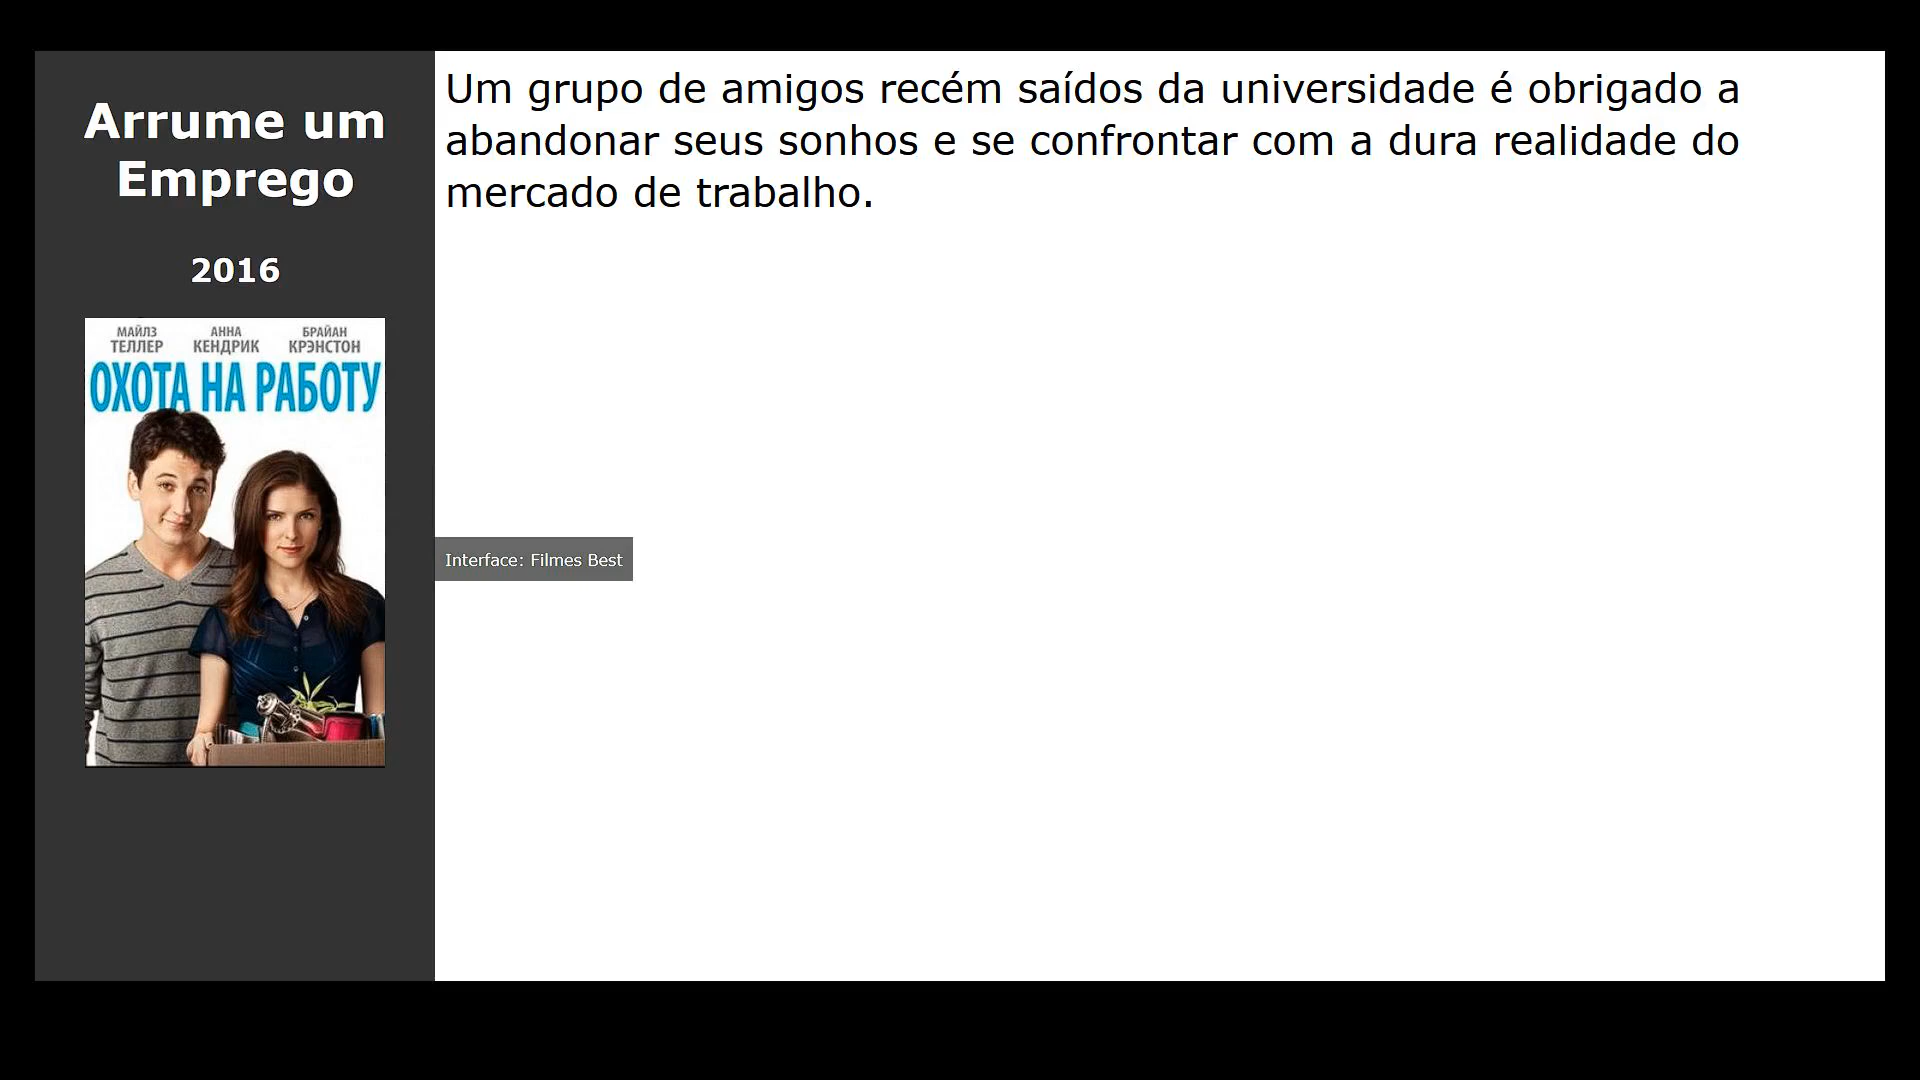 Arrume um
Emprego
2016
МАЙЛЗ ТЕЛЛЕР
АННА КЕНДРИК
БРАЙАН КРЭНСТОН
ОХОТА НА РАБОТУ
Um grupo de amigos recém saídos da universidade é obrigado a
abandonar seus sonhos e se confrontar com a dura realidade do
mercado de trabalho.
Interface: Filmes Best